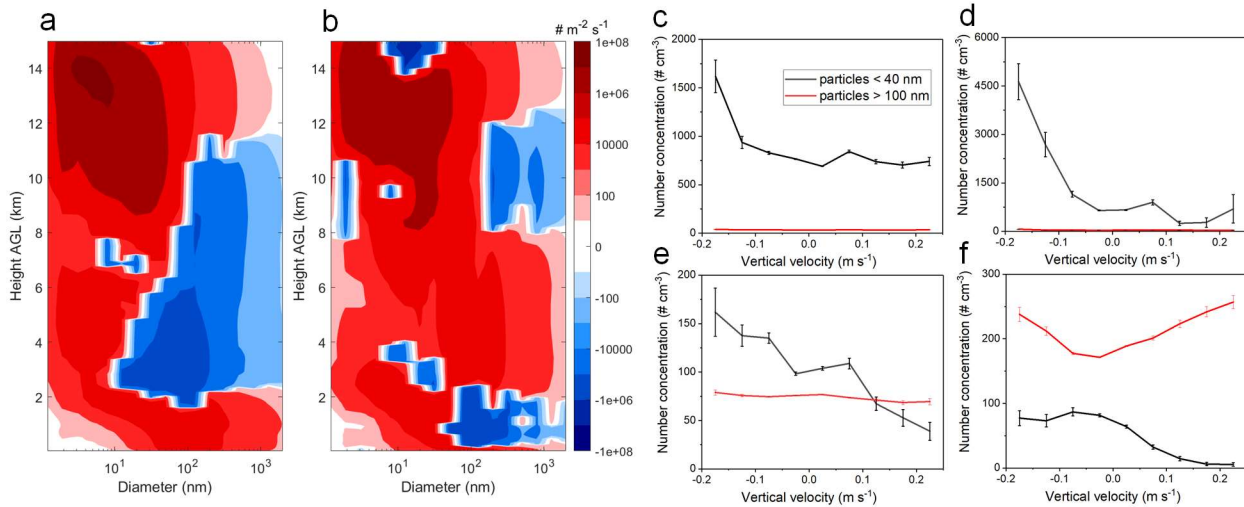 a
b
# m⁻² s⁻¹
1e+08
1e+06
10000
100
0
-100
-10000
-1e+06
-1e+08
14
12
10
8
6
4
2
Height AGL (km)
10¹ 10² 10³
Diameter (nm)
14
12
10
8
6
4
2
Height AGL (km)
10¹ 10² 10³
Diameter (nm)
c
2000
1750
1500
1250
1000
750
500
250
0
Number concentration (# cm⁻³)
particles < 40 nm
particles > 100 nm
-0.2 -0.1 0.0 0.1 0.2
Vertical velocity (m s⁻¹)
d
6000
4500
3000
1500
0
Number concentration (# cm⁻³)
-0.2 -0.1 0.0 0.1 0.2
Vertical velocity (m s⁻¹)
e
200
150
100
50
0
Number concentration (# cm⁻³)
-0.2 -0.1 0.0 0.1 0.2
Vertical velocity (m s⁻¹)
f
300
200
100
0
Number concentration (# cm⁻³)
-0.2 -0.1 0.0 0.1 0.2
Vertical velocity (m s⁻¹)